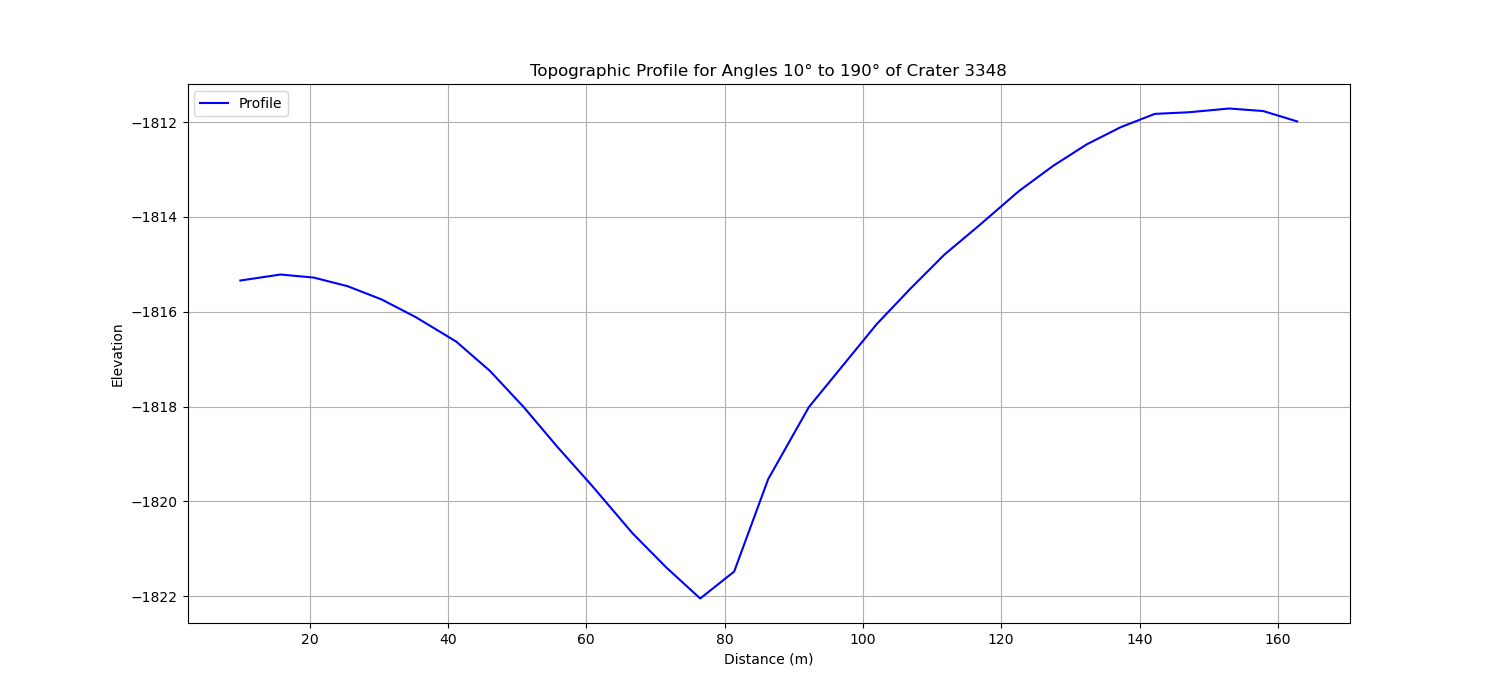 Topographic Profile for Angles 10° to 190° of Crater 3348
Profile
−1812
−1814
−1816
−1818
−1820
−1822
Elevation
20 40 60 80 100 120 140 160
Distance (m)